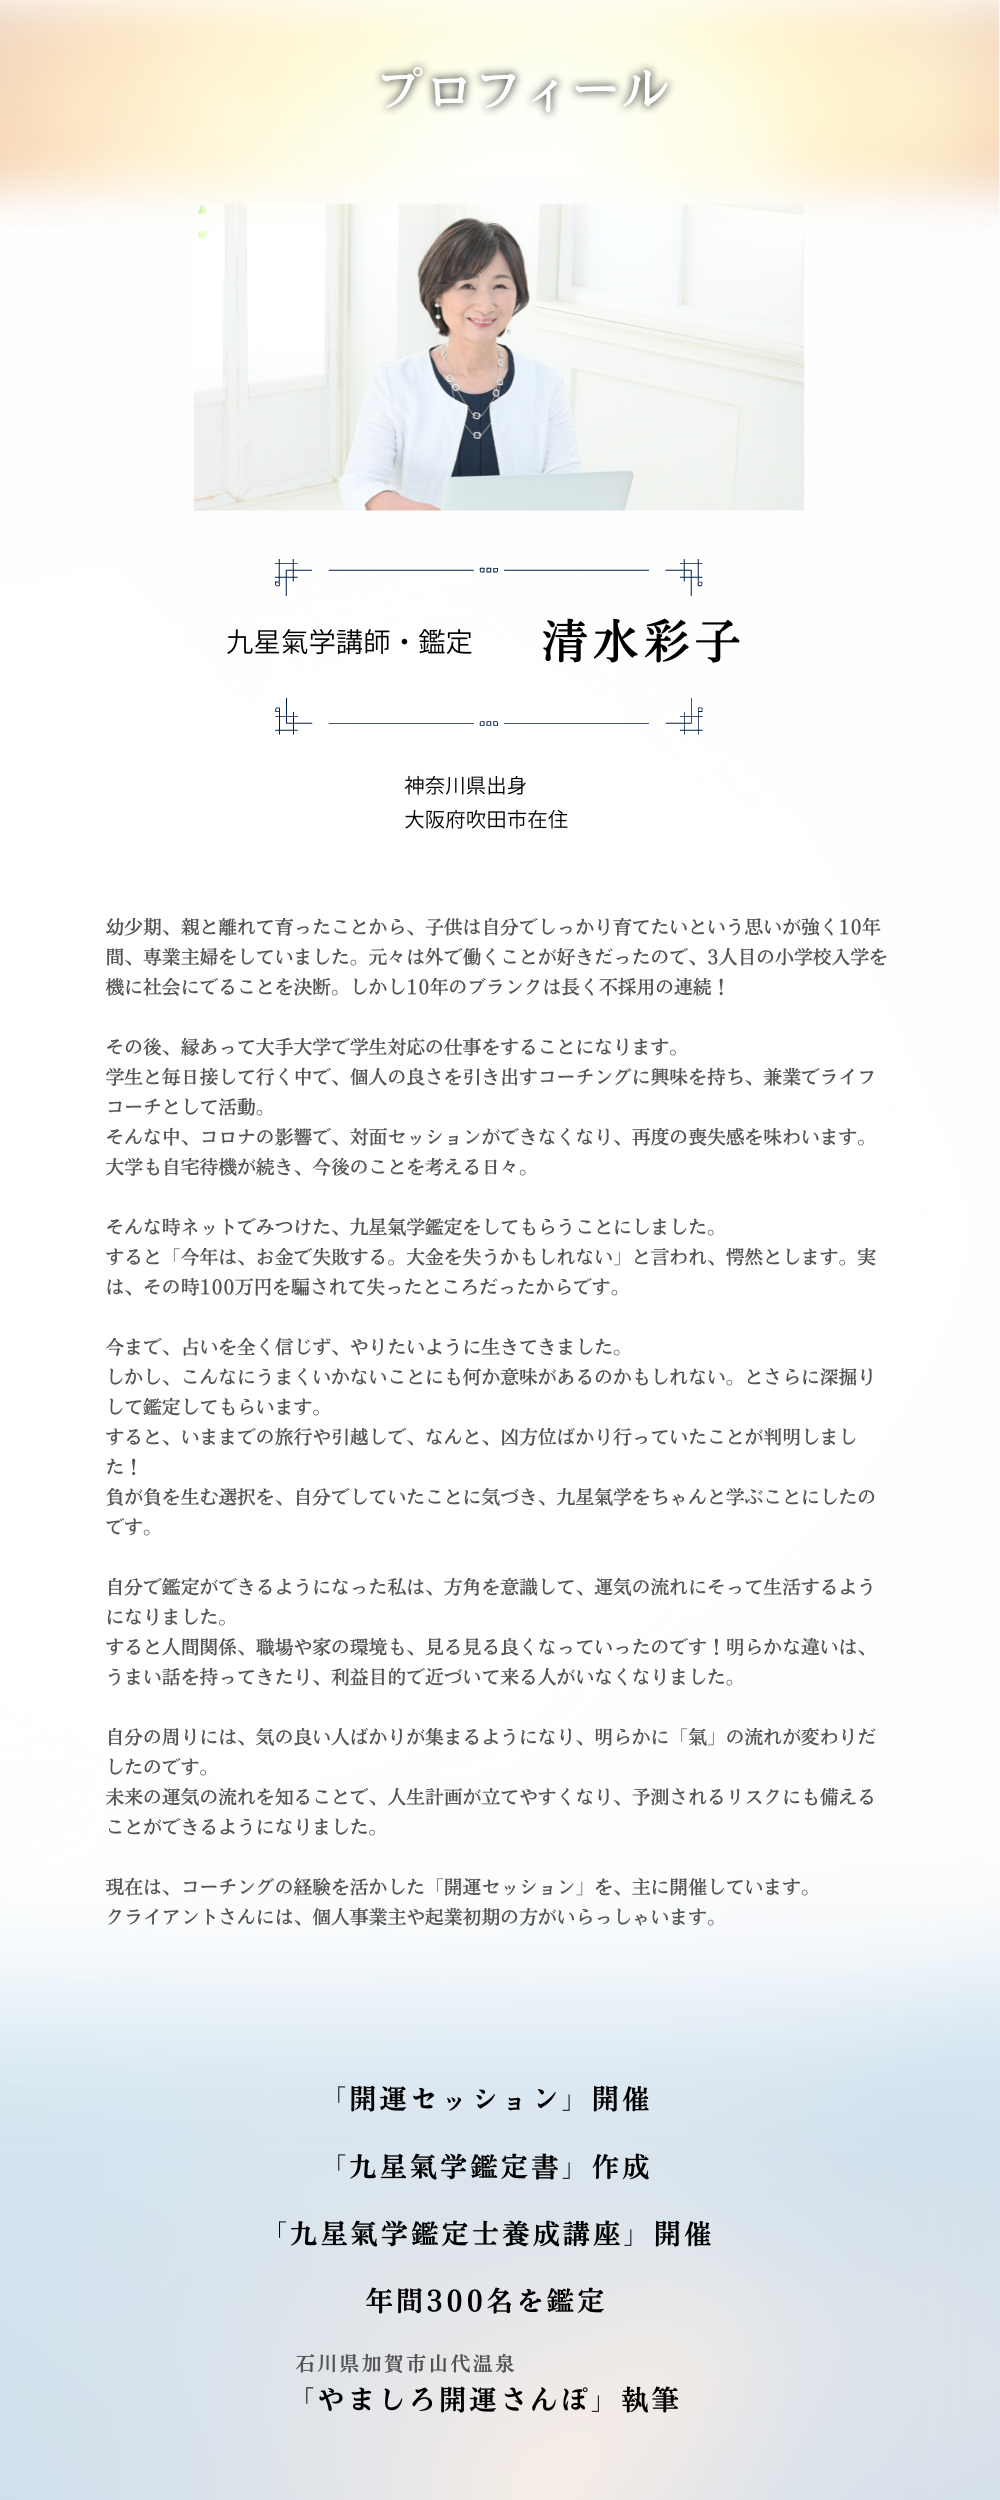 プロフィール
九星氣学講師・鑑定
清水彩子
神奈川県出身
大阪府吹田市在住
幼少期、親と離れて育ったことから、子供は自分でしっかり育てたいという思いが強く10年
間、専業主婦をしていました。元々は外で働くことが好きだったので、3人目の小学校入学を
機に社会にでることを決断。しかし10年のブランクは長く不採用の連続！
その後、縁あって大手大学で学生対応の仕事をすることになります。
学生と毎日接して行く中で、個人の良さを引き出すコーチングに興味を持ち、兼業でライフ
コーチとして活動。
そんな中、コロナの影響で、対面セッションができなくなり、再度の喪失感を味わいます。
大学も自宅待機が続き、今後のことを考える日々。
そんな時ネットでみつけた、九星氣学鑑定をしてもらうことにしました。
すると「今年は、お金で失敗する。大金を失うかもしれない」と言われ、愕然とします。実
は、その時100万円を騙されて失ったところだったからです。
今まで、占いを全く信じず、やりたいように生きてきました。
しかし、こんなにうまくいかないことにも何か意味があるのかもしれない。とさらに深掘り
して鑑定してもらいます。
すると、いままでの旅行や引越しで、なんと、凶方位ばかり行っていたことが判明しまし
た！
負が負を生む選択を、自分でしていたことに気づき、九星氣学をちゃんと学ぶことにしたの
です。
自分で鑑定ができるようになった私は、方角を意識して、運気の流れにそって生活するよう
になりました。
すると人間関係、職場や家の環境も、見る見る良くなっていったのです！明らかな違いは、
うまい話を持ってきたり、利益目的で近づいて来る人がいなくなりました。
自分の周りには、気の良い人ばかりが集まるようになり、明らかに「氣」の流れが変わりだ
したのです。
未来の運気の流れを知ることで、人生計画が立てやすくなり、予測されるリスクにも備える
ことができるようになりました。
現在は、コーチングの経験を活かした「開運セッション」を、主に開催しています。
クライアントさんには、個人事業主や起業初期の方がいらっしゃいます。
「開運セッション」開催
「九星氣学鑑定書」作成
「九星氣学鑑定士養成講座」開催
年間300名を鑑定
石川県加賀市山代温泉
「やましろ開運さんぽ」執筆